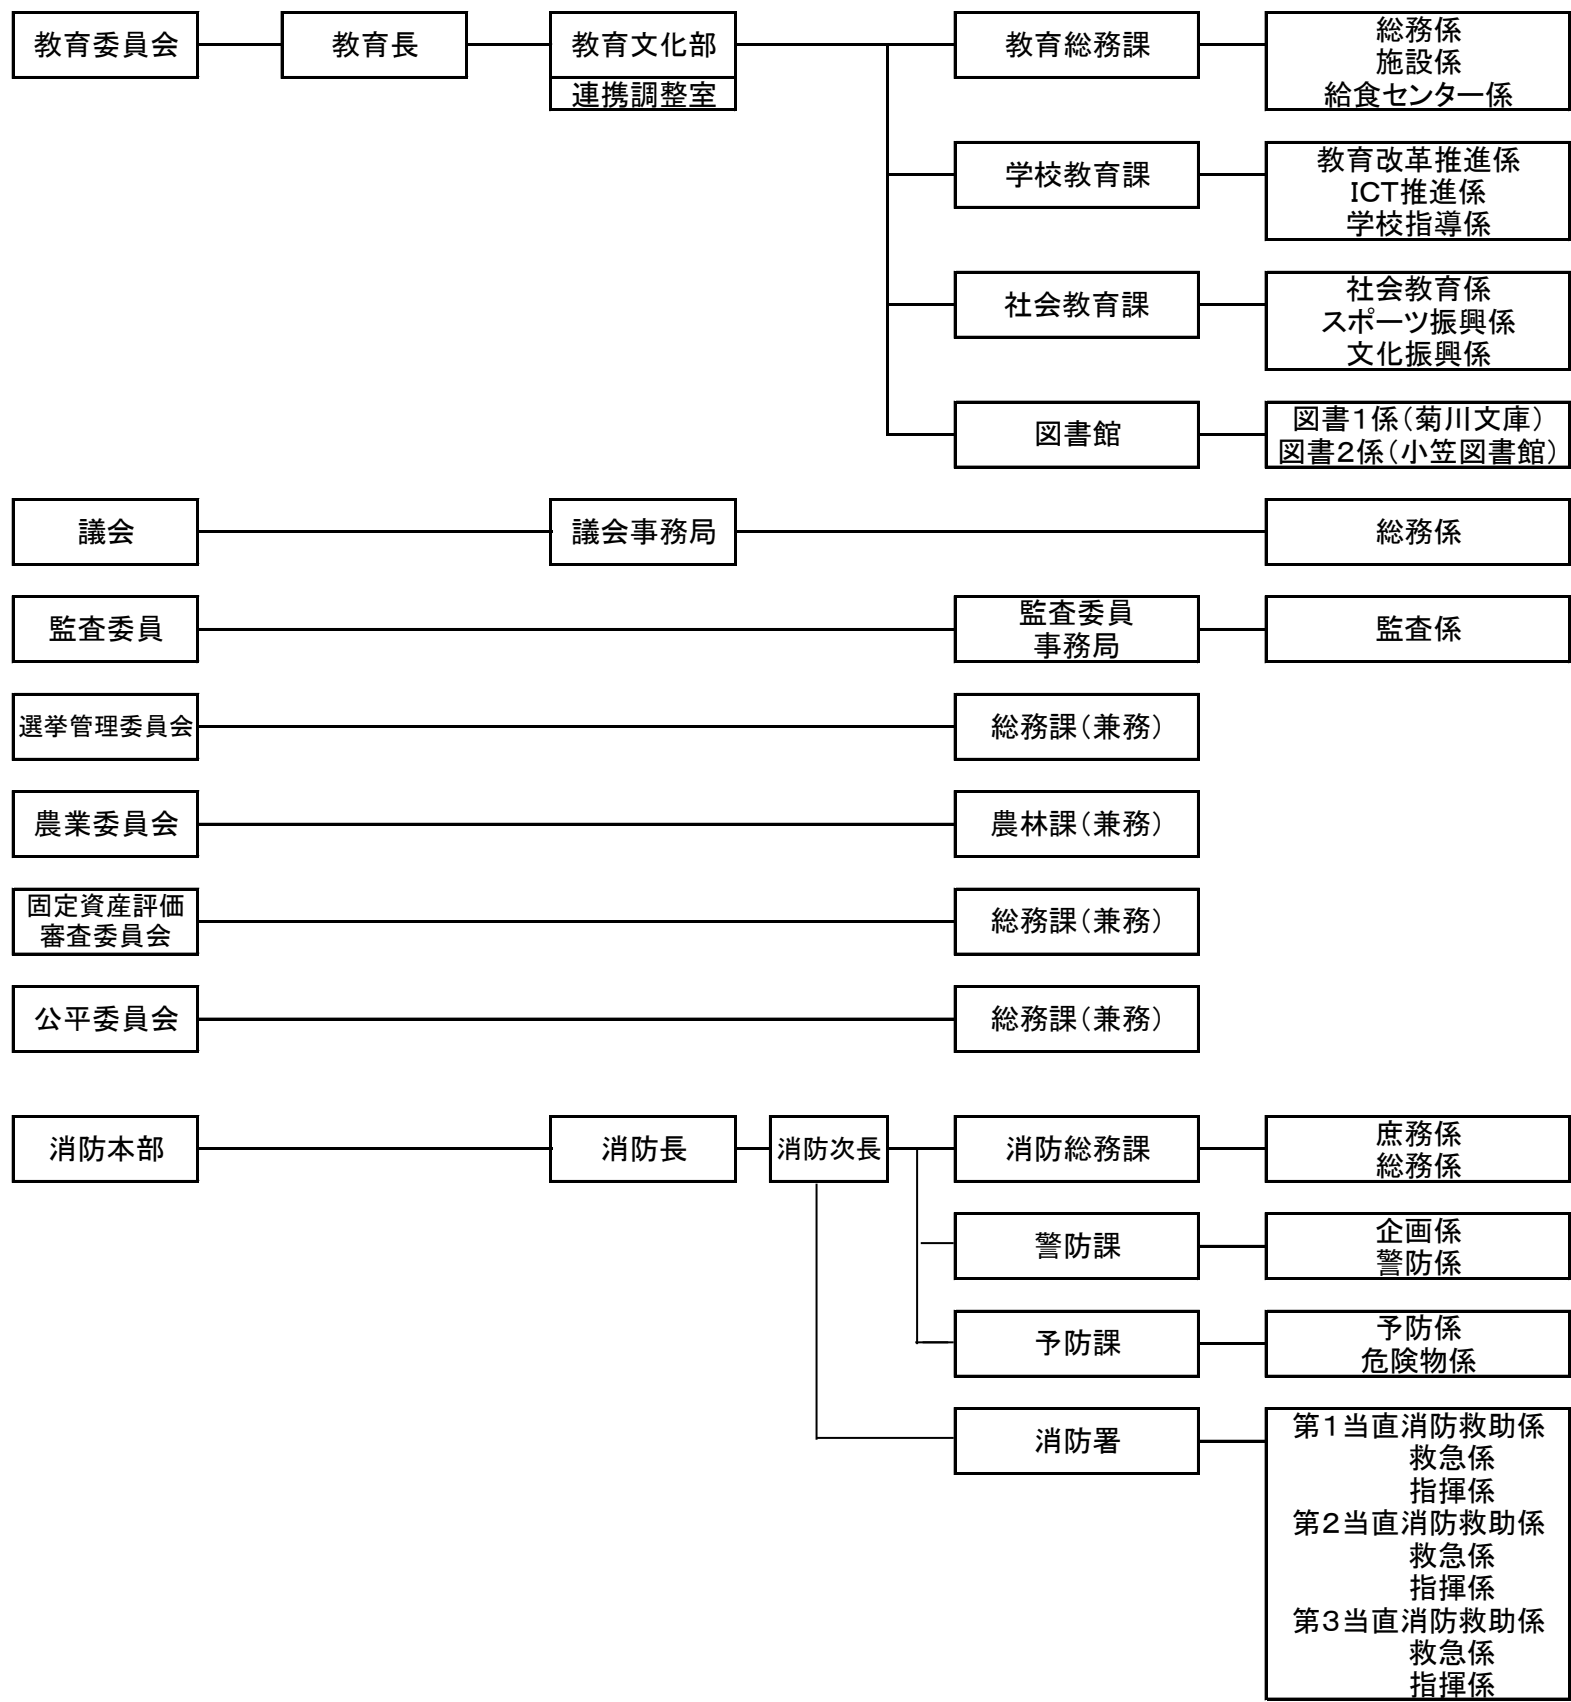 教育委員会
教育長
教育文化部
連携調整室
教育総務課
総務係
施設係
給食センター係
学校教育課
教育改革推進係
ICT推進係
学校指導係
社会教育課
社会教育係
スポーツ振興係
文化振興係
図書館
図書1係（菊川文庫）
図書2係（小笠図書館）
議会
議会事務局
総務係
監査委員
監査委員
事務局
監査係
選挙管理委員会
総務課（兼務）
農業委員会
農林課（兼務）
固定資産評価
審査委員会
総務課（兼務）
公平委員会
総務課（兼務）
消防本部
消防長
消防次長
消防総務課
庶務係
総務係
警防課
企画係
警防係
予防課
予防係
危険物係
消防署
第1当直消防救助係
救急係
指揮係
第2当直消防救助係
救急係
指揮係
第3当直消防救助係
救急係
指揮係